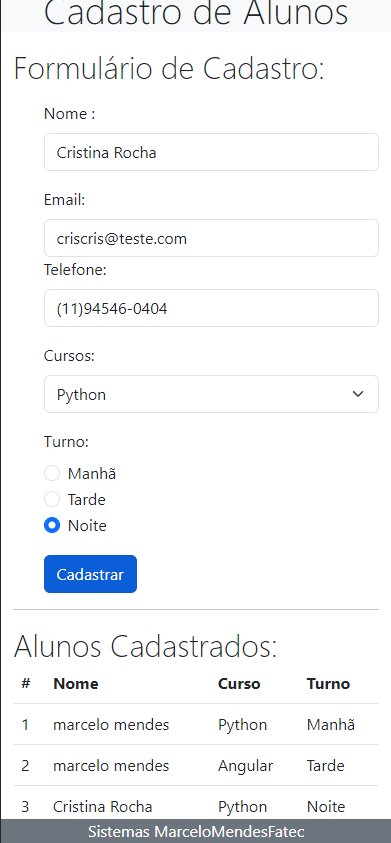 Cadastro de Alunos
Formulário de Cadastro:
Nome :
Cristina Rocha
Email:
criscris@teste.com
Telefone:
(11)94546-0404
Cursos:
Python
Turno:
Manhã
Tarde
Noite
Cadastrar
Alunos Cadastrados:
# Nome Curso Turno
1 marcelo mendes Python Manhã
2 marcelo mendes Angular Tarde
3 Cristina Rocha Python Noite
Sistemas MarceloMendesFatec